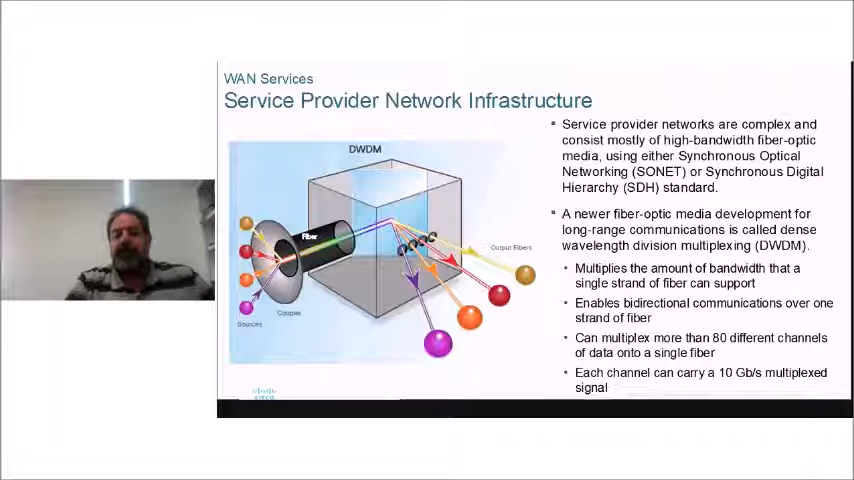 WAN Services
Service Provider Network Infrastructure
DWDM
Fiber
Output Fibers
Coupler
Sources
▪ Service provider networks are complex and
consist mostly of high-bandwidth fiber-optic
media, using either Synchronous Optical
Networking (SONET) or Synchronous Digital
Hierarchy (SDH) standard.
▪ A newer fiber-optic media development for
long-range communications is called dense
wavelength division multiplexing (DWDM).
• Multiplies the amount of bandwidth that a
single strand of fiber can support
• Enables bidirectional communications over one
strand of fiber
• Can multiplex more than 80 different channels
of data onto a single fiber
• Each channel can carry a 10 Gb/s multiplexed
signal